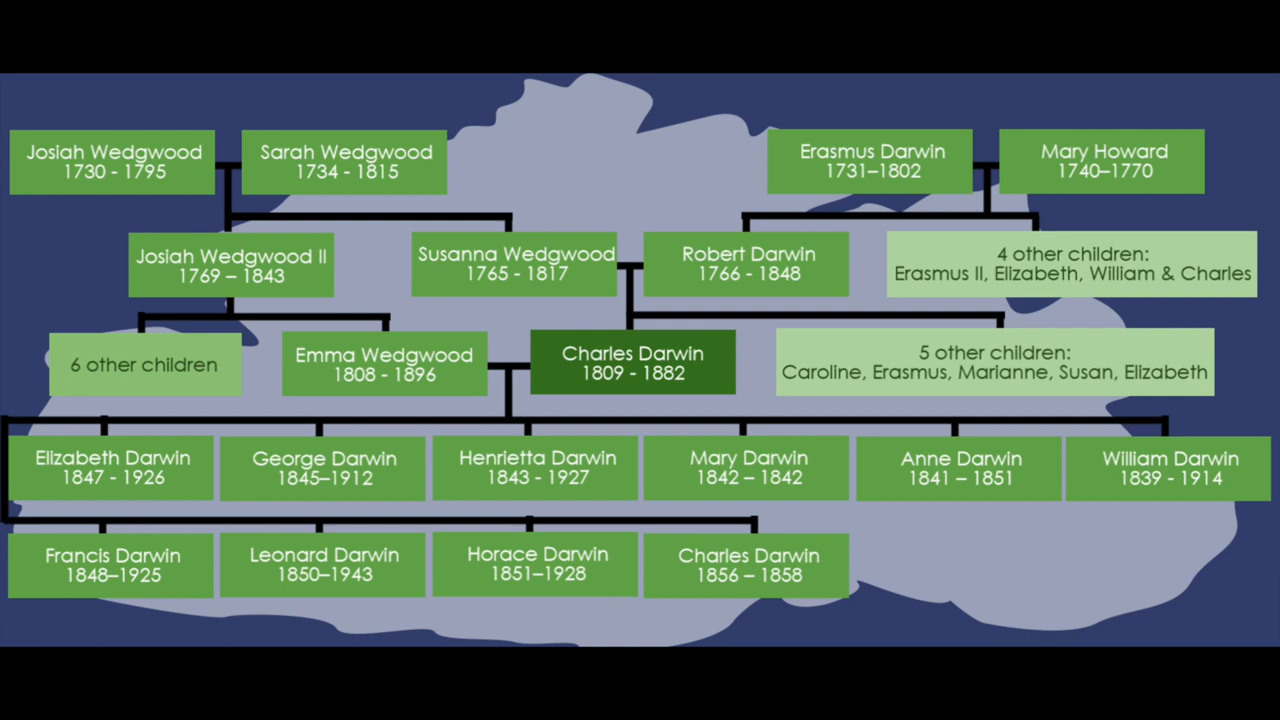 Josiah Wedgwood
1730 - 1795
Sarah Wedgwood
1734 - 1815
Erasmus Darwin
1731–1802
Mary Howard
1740–1770
Josiah Wedgwood II
1769 – 1843
Susanna Wedgwood
1765 - 1817
Robert Darwin
1766 - 1848
4 other children:
Erasmus II, Elizabeth, William & Charles
6 other children
Emma Wedgwood
1808 - 1896
Charles Darwin
1809 - 1882
5 other children:
Caroline, Erasmus, Marianne, Susan, Elizabeth
Elizabeth Darwin
1847 - 1926
George Darwin
1845–1912
Henrietta Darwin
1843 - 1927
Mary Darwin
1842 – 1842
Anne Darwin
1841 – 1851
William Darwin
1839 - 1914
Francis Darwin
1848–1925
Leonard Darwin
1850–1943
Horace Darwin
1851–1928
Charles Darwin
1856 – 1858